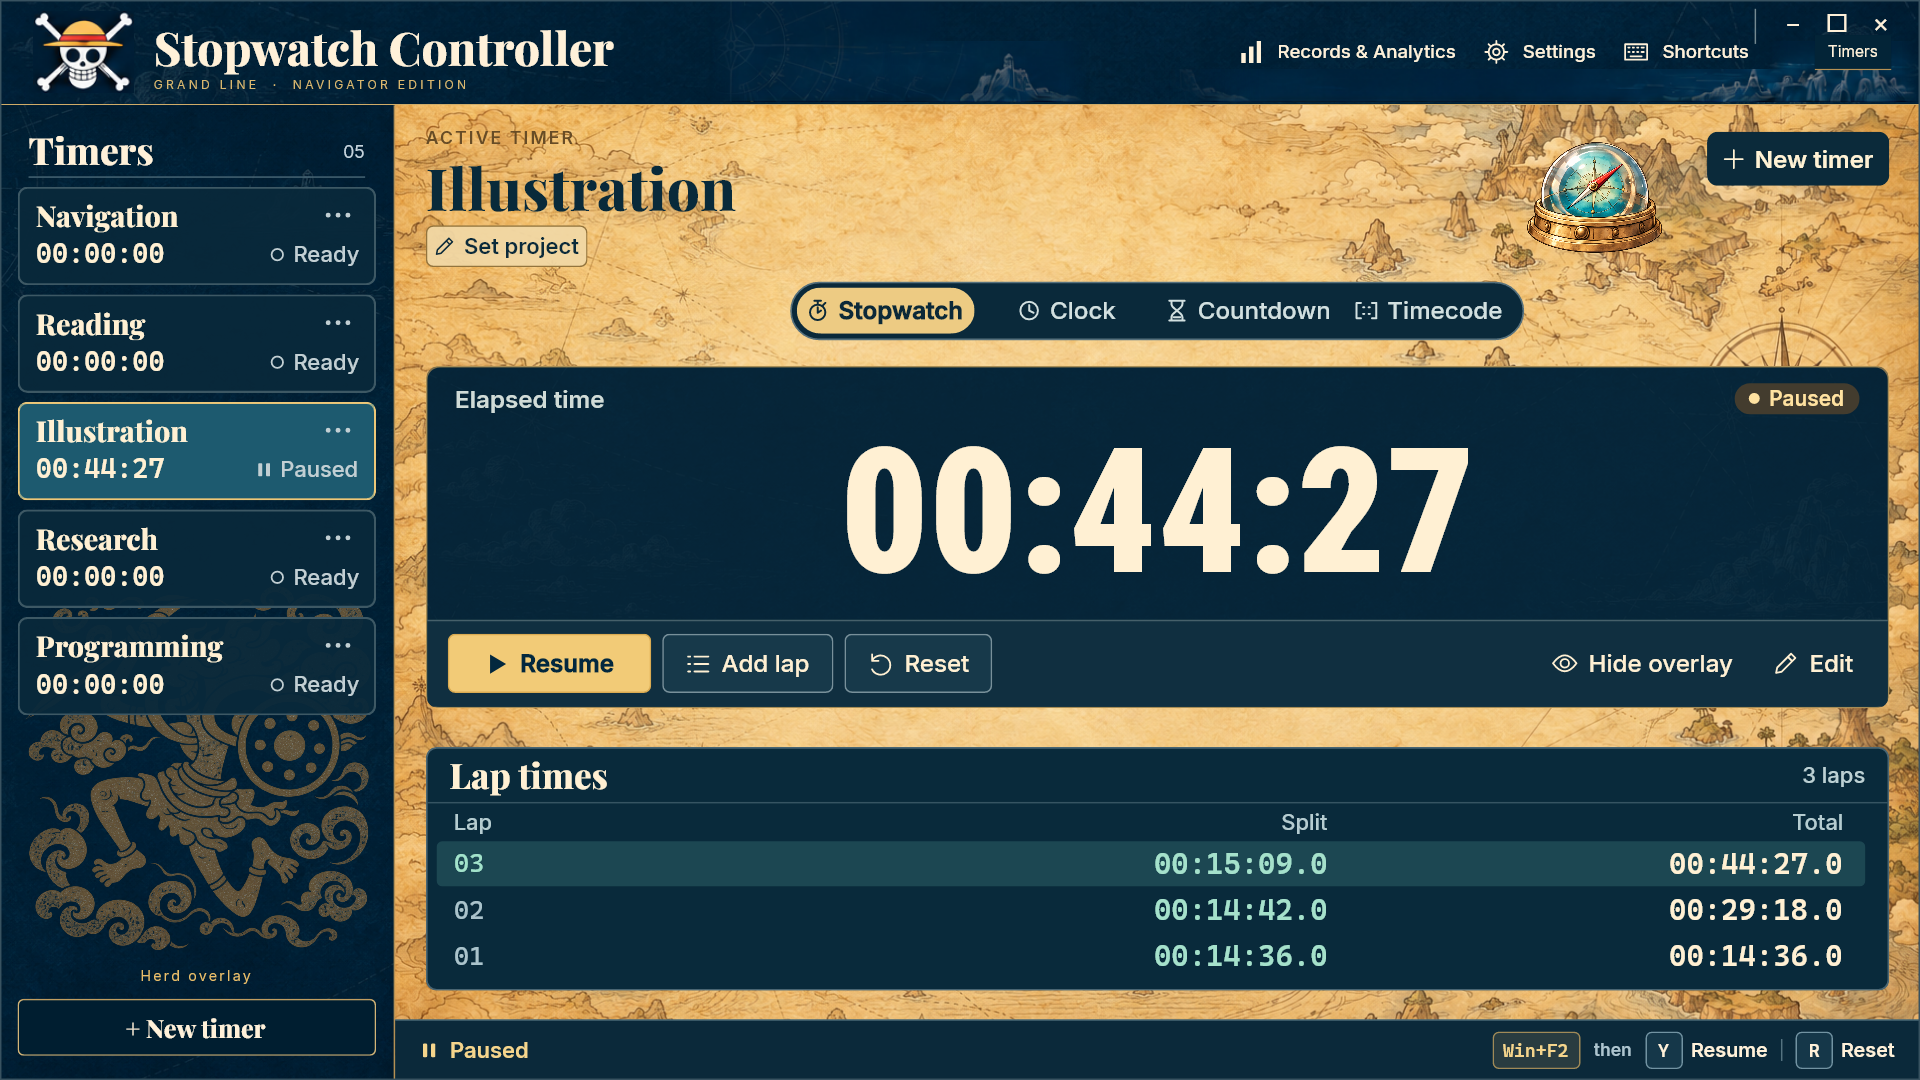 Stopwatch Controller
GRAND LINE · NAVIGATOR EDITION
Records & Analytics
Settings
Shortcuts
Timers
Timers
05
Navigation
00:00:00
Ready
Reading
00:00:00
Ready
Illustration
00:44:27
Paused
Research
00:00:00
Ready
Programming
00:00:00
Ready
Herd overlay
+ New timer
ACTIVE TIMER
Illustration
Set project
+ New timer
Stopwatch
Clock
Countdown
Timecode
Elapsed time
Paused
00:44:27
Resume
Add lap
Reset
Hide overlay
Edit
Lap times
3 laps
Lap Split Total
03 00:15:09.0 00:44:27.0
02 00:14:42.0 00:29:18.0
01 00:14:36.0 00:14:36.0
Paused
Win+F2 then Y Resume | R Reset